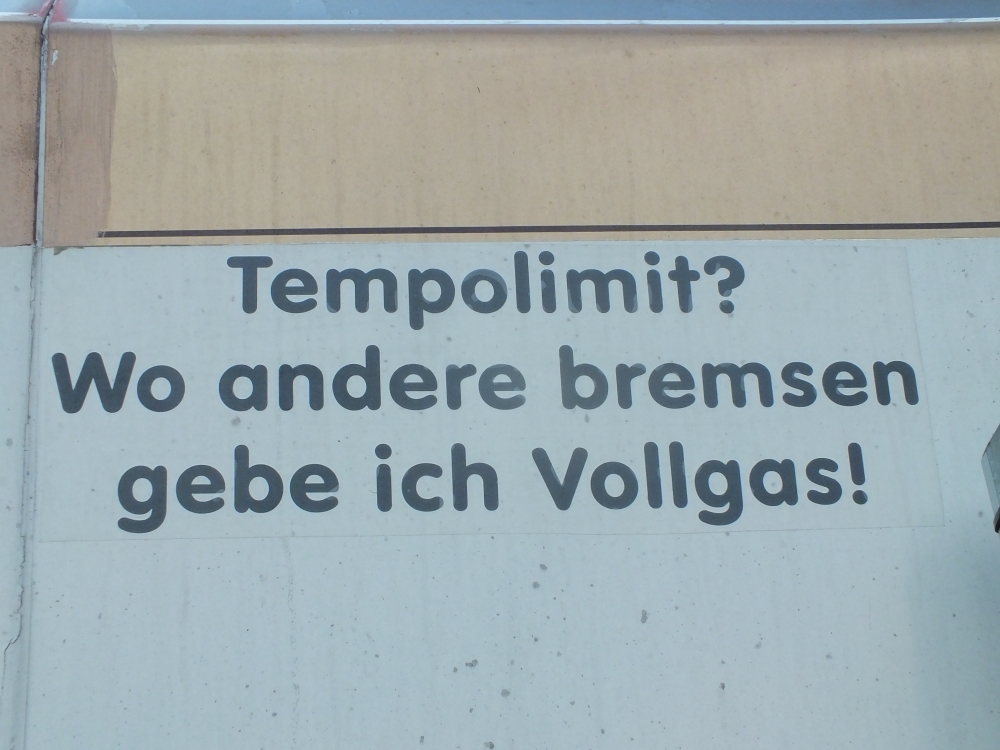 Tempolimit?
Wo andere bremsen
gebe ich Vollgas!